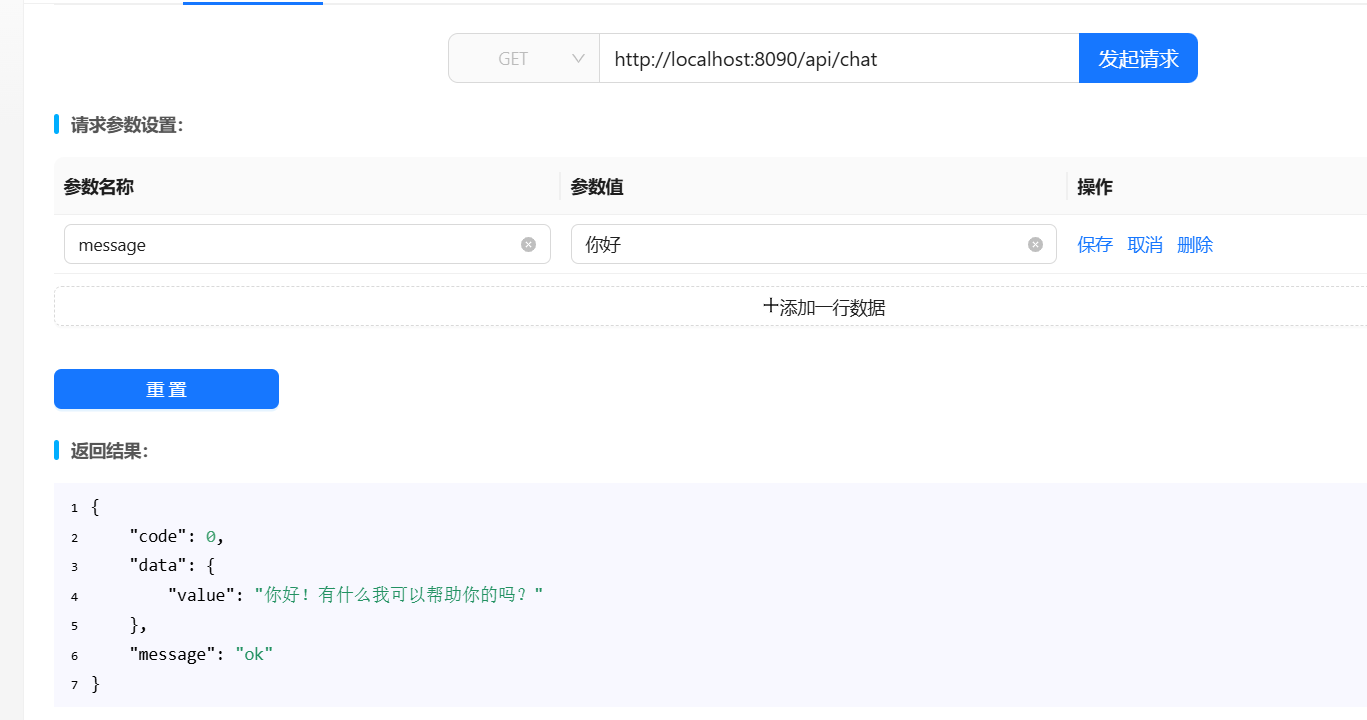 GET http://localhost:8090/api/chat 发起请求
请求参数设置：
参数名称 参数值 操作
message 你好 保存 取消 删除
+添加一行数据
重 置
返回结果：
1 {
2 "code": 0,
3 "data": {
4 "value": "你好！有什么我可以帮助你的吗？"
5 },
6 "message": "ok"
7 }